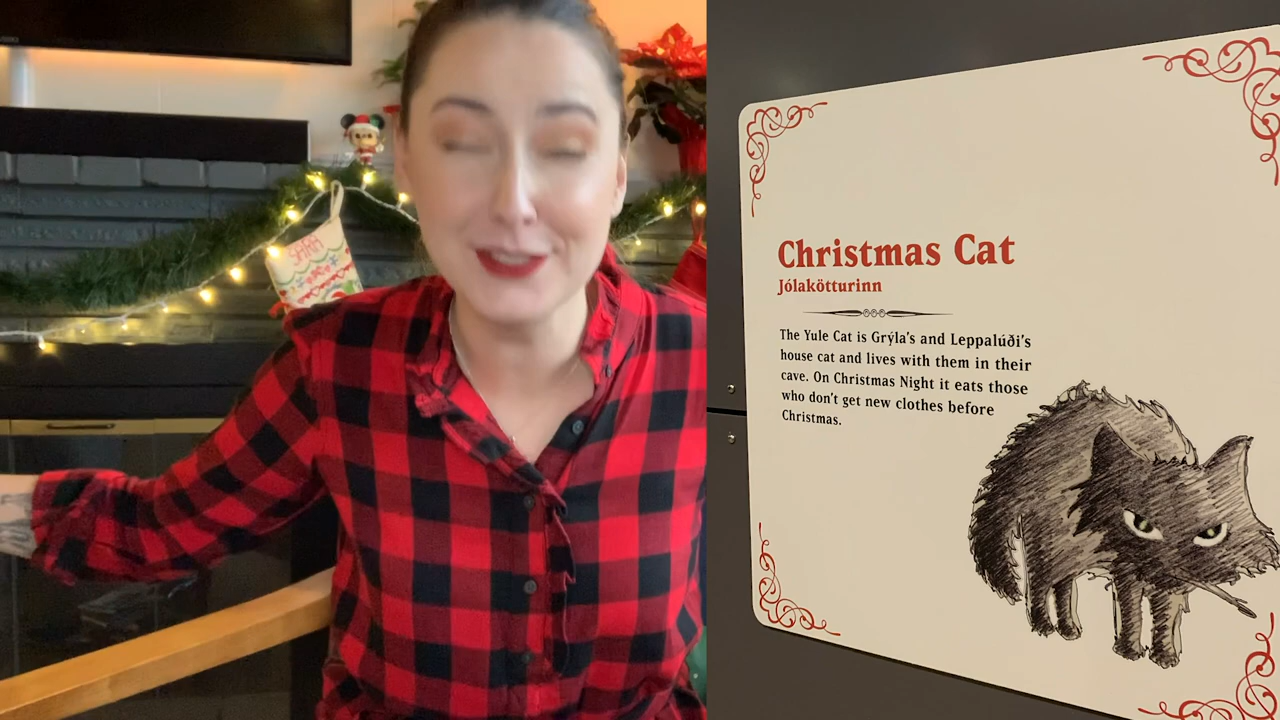 SARA
Christmas Cat
Jólakötturinn
The Yule Cat is Grýla's and Leppalúði's
house cat and lives with them in their
cave. On Christmas Night it eats those
who don't get new clothes before
Christmas.